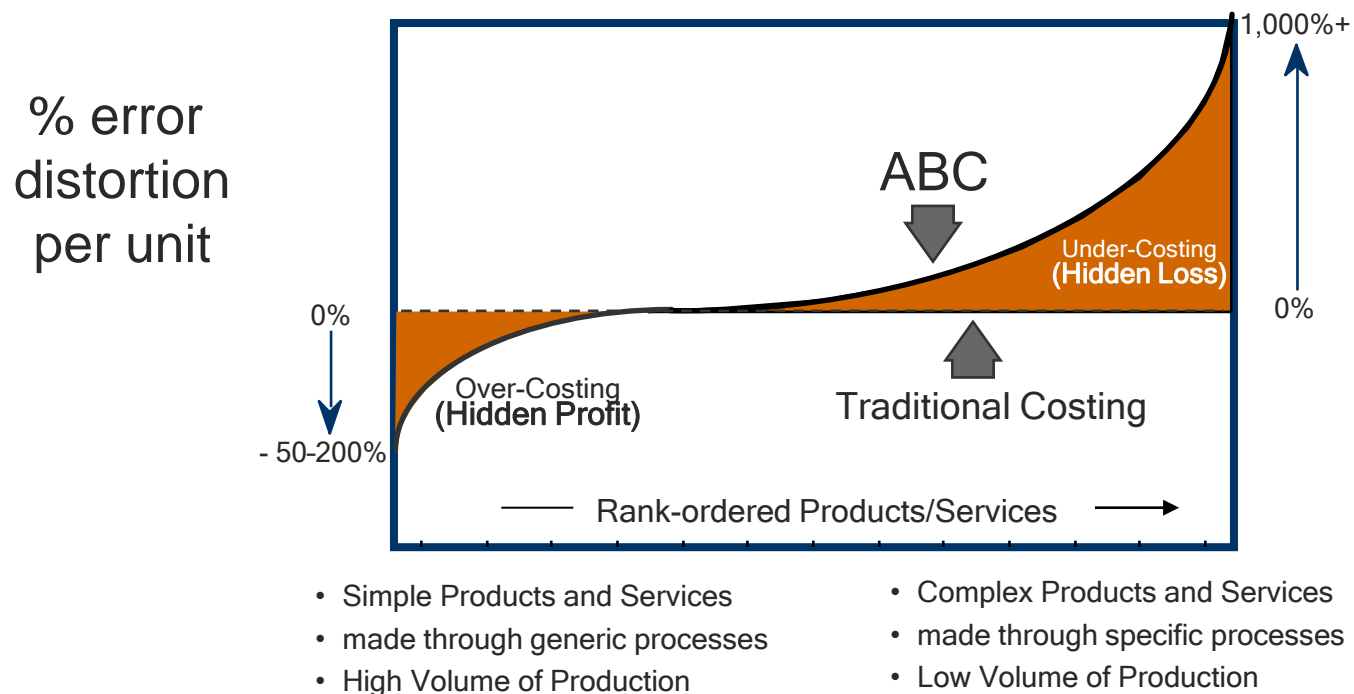 1,000%+
% error
distortion
per unit
ABC
Under-Costing
(Hidden Loss)
0%
0%
Over-Costing
(Hidden Profit)
Traditional Costing
- 50-200%
Rank-ordered Products/Services
• Simple Products and Services
• made through generic processes
• High Volume of Production
• Complex Products and Services
• made through specific processes
• Low Volume of Production